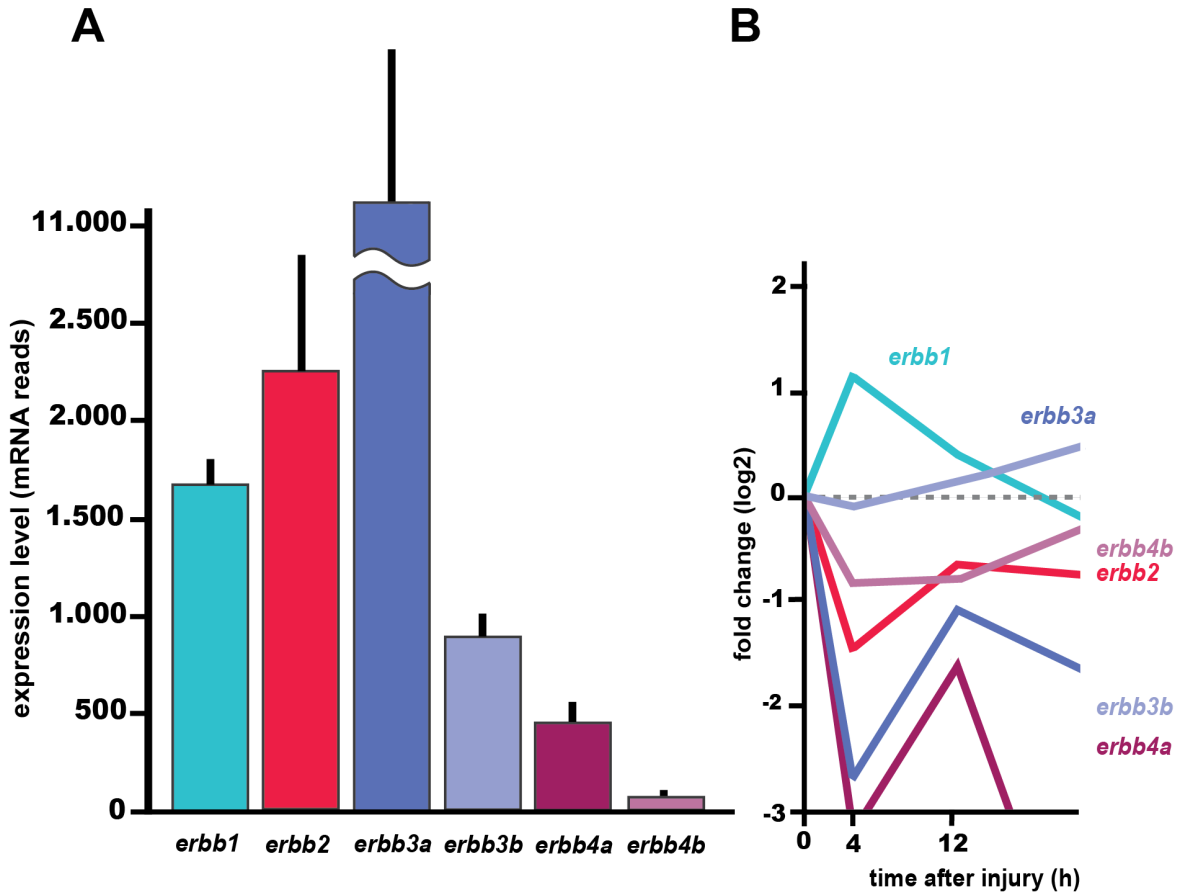 A
expression level (mRNA reads)
11.000
2.500
2.000
1.500
1.000
500
0
erbb1 erbb2 erbb3a erbb3b erbb4a erbb4b
B
fold change (log2)
2
1
0
-1
-2
-3
erbb1
erbb3a
erbb4b
erbb2
erbb3b
erbb4a
0 4 12
time after injury (h)